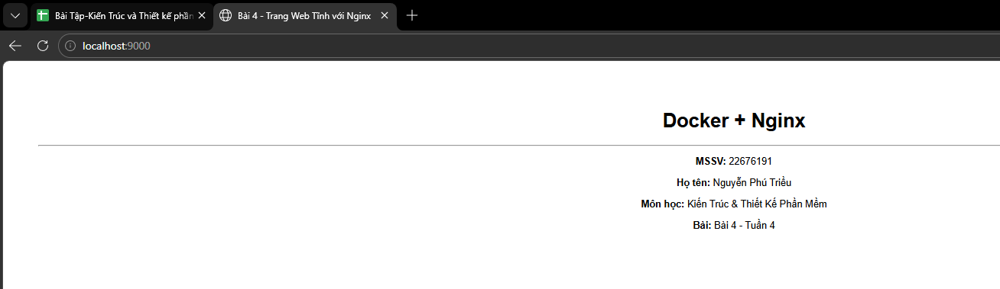 Bài Tập-Kiến Trúc và Thiết kế phần
Bài 4 - Trang Web Tĩnh với Nginx
localhost:9000
Docker + Nginx
MSSV: 22676191
Họ tên: Nguyễn Phú Triều
Môn học: Kiến Trúc & Thiết Kế Phần Mềm
Bài: Bài 4 - Tuần 4